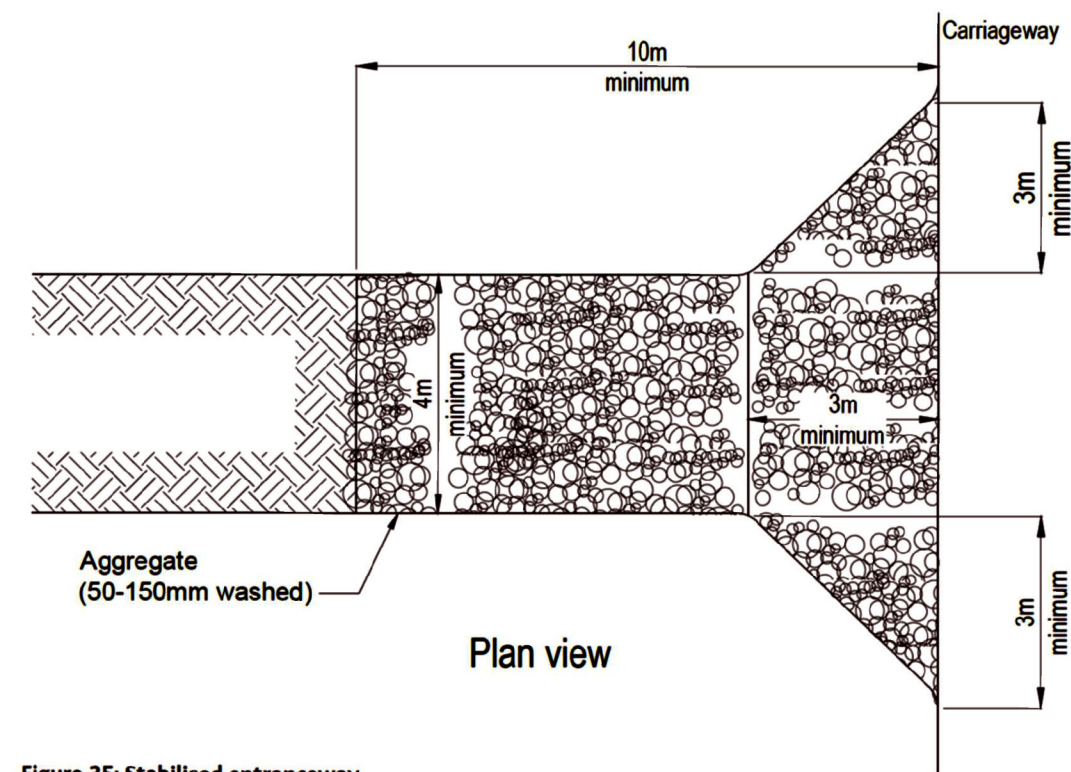 Carriageway
10m
minimum
3m
minimum
4m
minimum
3m
minimum
Aggregate
(50-150mm washed)
3m
minimum
Plan view
Figure 35: Stabilised entranceway